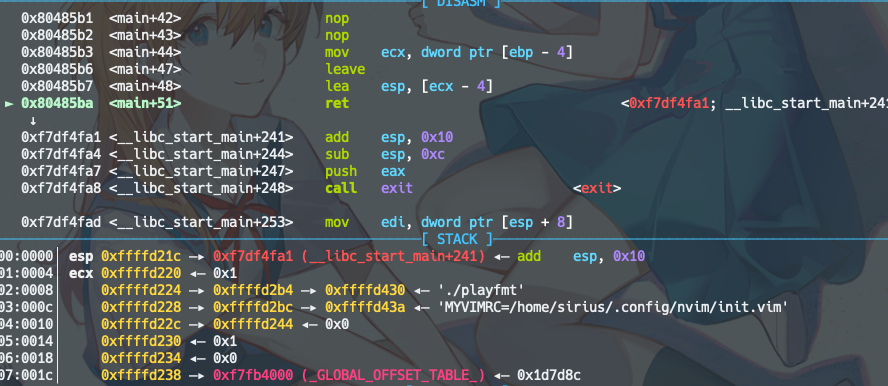 [ DISASM ]
0x80485b1 <main+42> nop
0x80485b2 <main+43> nop
0x80485b3 <main+44> mov ecx, dword ptr [ebp - 4]
0x80485b6 <main+47> leave
0x80485b7 <main+48> lea esp, [ecx - 4]
► 0x80485ba <main+51> ret <0xf7df4fa1; __libc_start_main+241
↓
0xf7df4fa1 <__libc_start_main+241> add esp, 0x10
0xf7df4fa4 <__libc_start_main+244> sub esp, 0xc
0xf7df4fa7 <__libc_start_main+247> push eax
0xf7df4fa8 <__libc_start_main+248> call exit <exit>
0xf7df4fad <__libc_start_main+253> mov edi, dword ptr [esp + 8]
[ STACK ]
00:0000│ esp 0xffffd21c —▸ 0xf7df4fa1 (__libc_start_main+241) ◂— add esp, 0x10
01:0004│ ecx 0xffffd220 ◂— 0x1
02:0008│ 0xffffd224 —▸ 0xffffd2b4 —▸ 0xffffd430 ◂— './playfmt'
03:000c│ 0xffffd228 —▸ 0xffffd2bc —▸ 0xffffd43a ◂— 'MYVIMRC=/home/sirius/.config/nvim/init.vim'
04:0010│ 0xffffd22c —▸ 0xffffd244 ◂— 0x0
05:0014│ 0xffffd230 ◂— 0x1
06:0018│ 0xffffd234 ◂— 0x0
07:001c│ 0xffffd238 —▸ 0xf7fb4000 (_GLOBAL_OFFSET_TABLE_) ◂— 0x1d7d8c